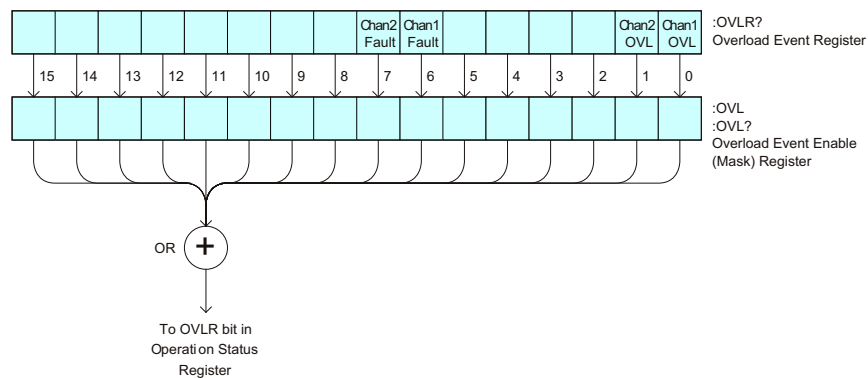 Chan2 Chan1 Chan2 Chan1 :OVLR?
Fault Fault OVL OVL Overload Event Register
15 14 13 12 11 10 9 8 7 6 5 4 3 2 1 0
:OVL
:OVL?
Overload Event Enable
(Mask) Register
OR +
To OVLR bit in
Operation Status
Register